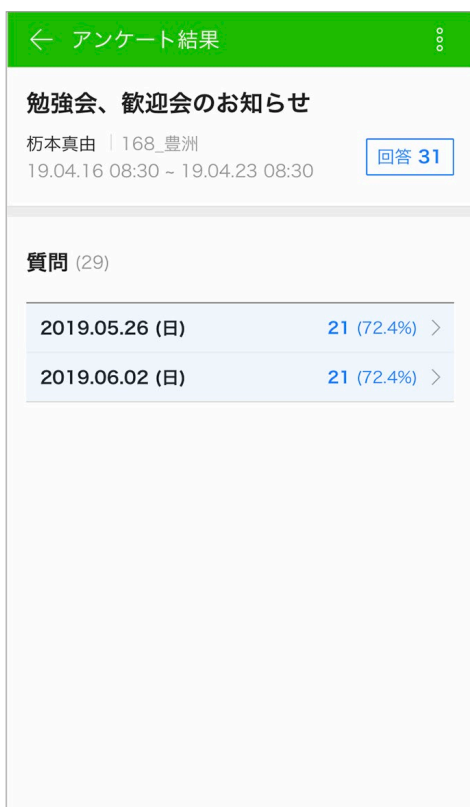 アンケート結果
勉強会、歓迎会のお知らせ
栃本真由 168_豊洲
19.04.16 08:30 ~ 19.04.23 08:30
回答 31
質問 (29)
2019.05.26 (日) 21 (72.4%)
2019.06.02 (日) 21 (72.4%)